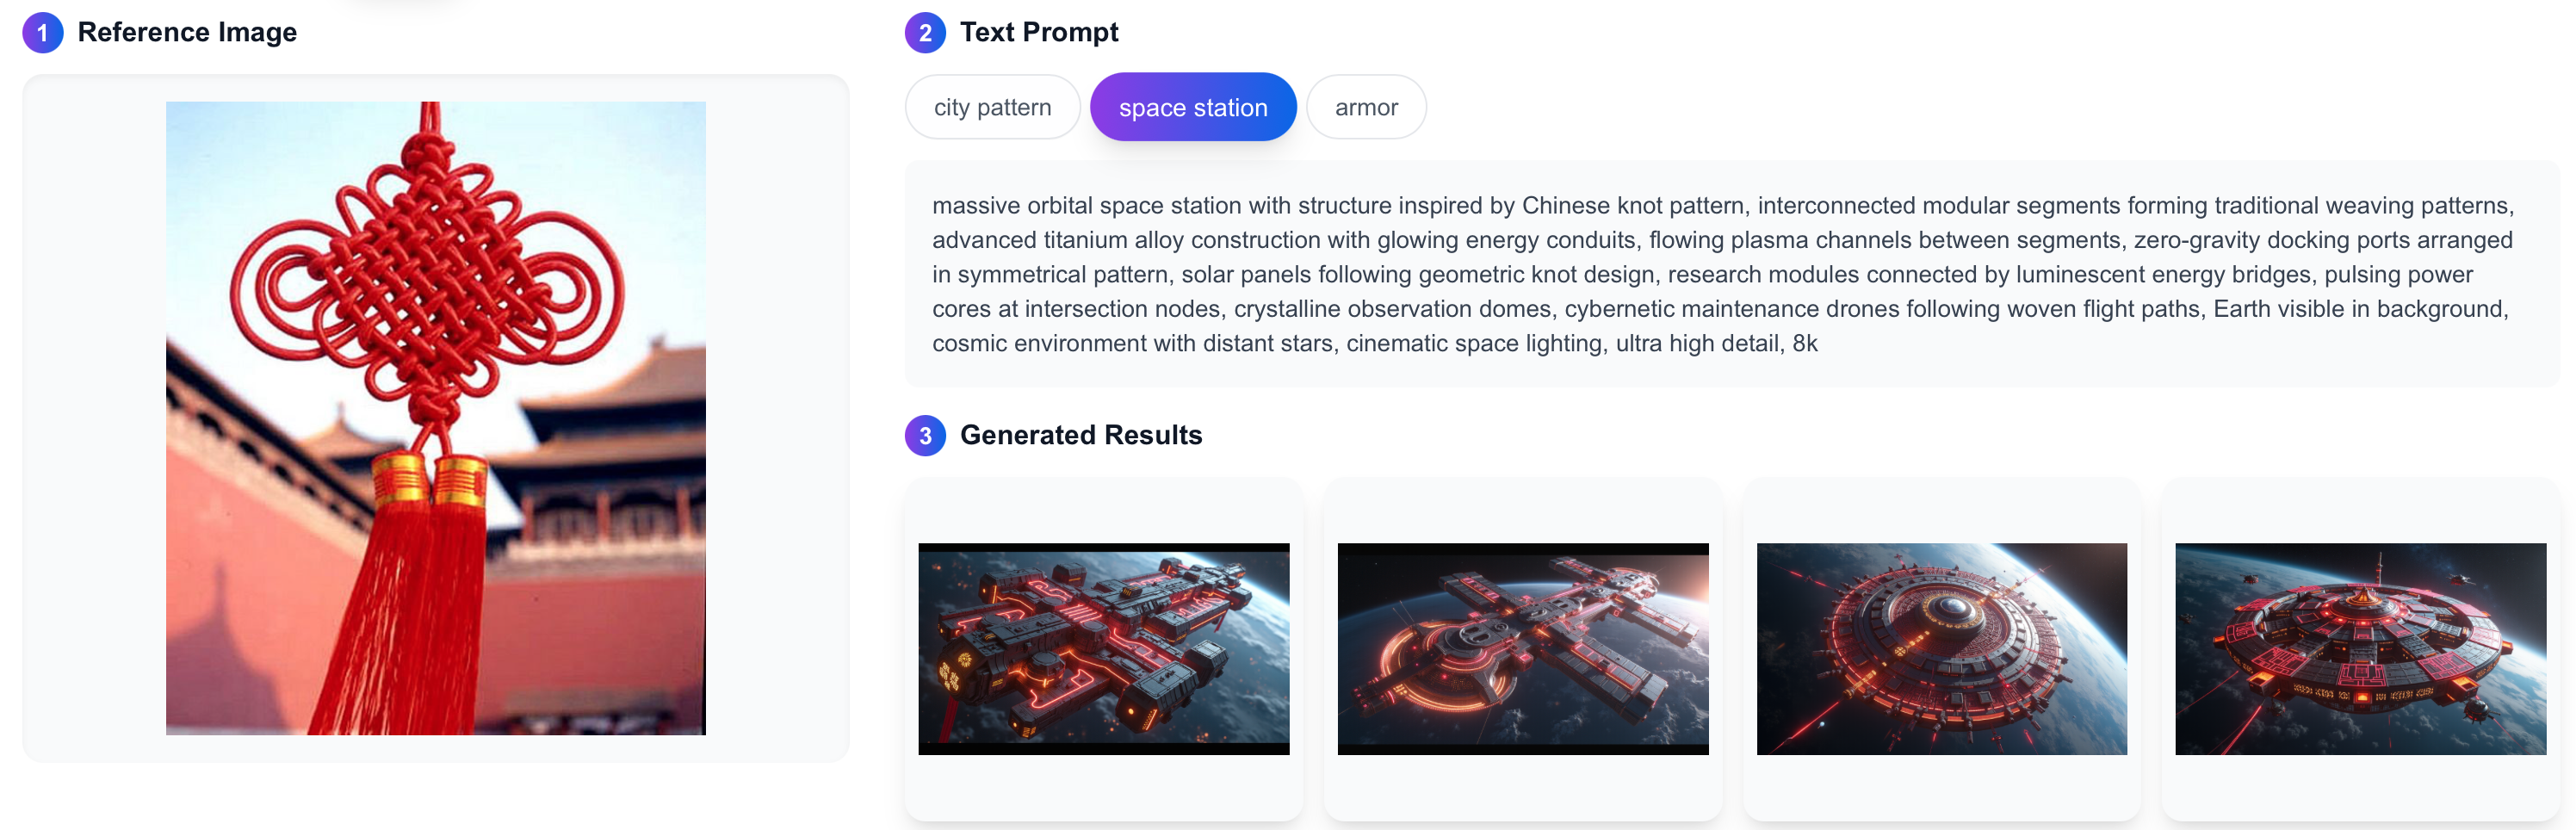 1 Reference Image
2 Text Prompt
city pattern
space station
armor
massive orbital space station with structure inspired by Chinese knot pattern, interconnected modular segments forming traditional weaving patterns,
advanced titanium alloy construction with glowing energy conduits, flowing plasma channels between segments, zero-gravity docking ports arranged
in symmetrical pattern, solar panels following geometric knot design, research modules connected by luminescent energy bridges, pulsing power
cores at intersection nodes, crystalline observation domes, cybernetic maintenance drones following woven flight paths, Earth visible in background,
cosmic environment with distant stars, cinematic space lighting, ultra high detail, 8k
3 Generated Results